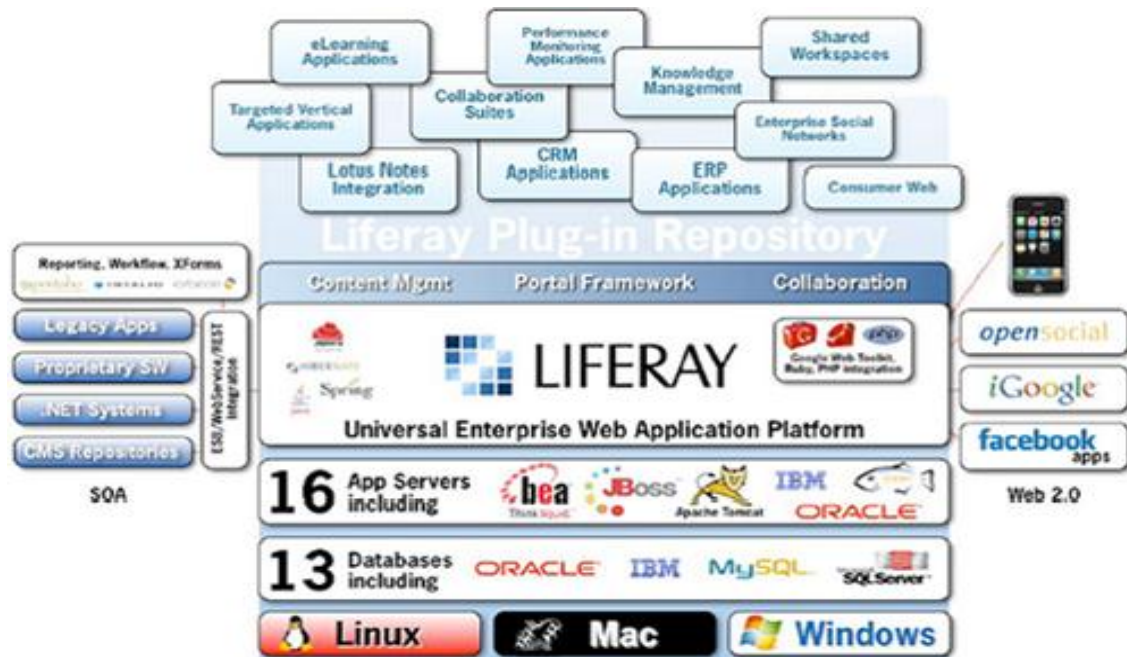 eLearning
Applications
Performance
Monitoring
Applications
Shared
Workspaces
Knowledge
Management
Targeted Vertical
Applications
Collaboration
Suites
Enterprise Social
Networks
Lotus Notes
Integration
CRM
Applications
ERP
Applications
Consumer Web
Liferay Plug-in Repository
Reporting, Workflow, XForms
Content Mgmt
Portal Framework
Collaboration
Legacy Apps
Proprietary SW
.NET Systems
CMS Repositories
SOA
ESB/WebService/REST
Integration
Spring
LIFERAY
php
Google Web Toolkit,
Ruby, PHP integration
Universal Enterprise Web Application Platform
opensocial
iGoogle
facebook
apps
Web 2.0
16 App Servers
including
bea
Think liquid.
JBoss
Apache Tomcat
IBM
ORACLE
13 Databases
including
ORACLE
IBM
MySQL
SQLServer
Linux
Mac
Windows